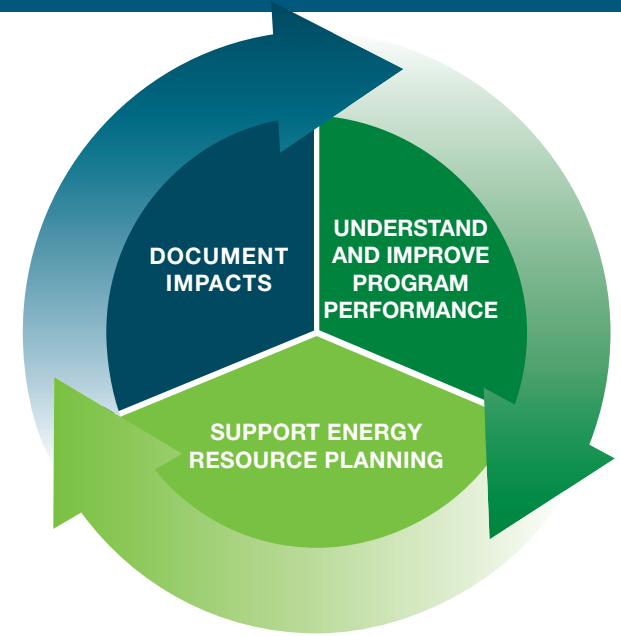 DOCUMENT
IMPACTS
UNDERSTAND
AND IMPROVE
PROGRAM
PERFORMANCE
SUPPORT ENERGY
RESOURCE PLANNING